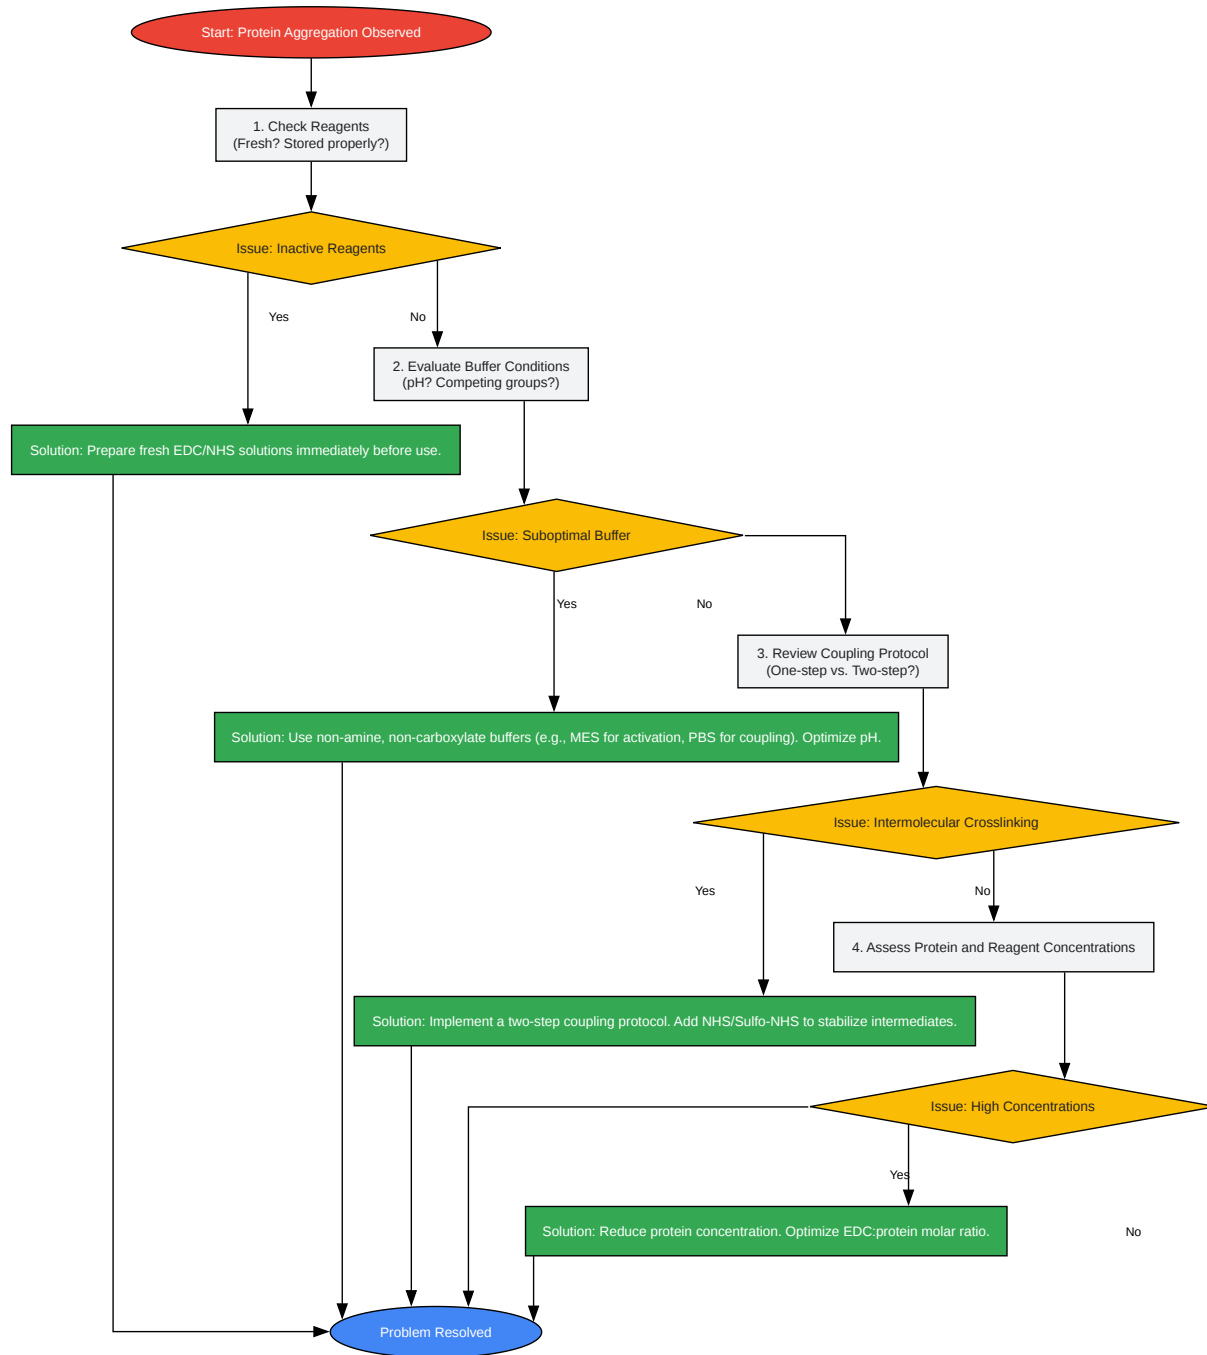 Start: Protein Aggregation Observed
1. Check Reagents
(Fresh? Stored properly?)
Issue: Inactive Reagents
Yes
No
2. Evaluate Buffer Conditions
(pH? Competing groups?)
Solution: Prepare fresh EDC/NHS solutions immediately before use.
Issue: Suboptimal Buffer
Yes
No
3. Review Coupling Protocol
(One-step vs. Two-step?)
Solution: Use non-amine, non-carboxylate buffers (e.g., MES for activation, PBS for coupling). Optimize pH.
Issue: Intermolecular Crosslinking
Yes
No
4. Assess Protein and Reagent Concentrations
Solution: Implement a two-step coupling protocol. Add NHS/Sulfo-NHS to stabilize intermediates.
Issue: High Concentrations
Yes
Solution: Reduce protein concentration. Optimize EDC:protein molar ratio.
No
Problem Resolved